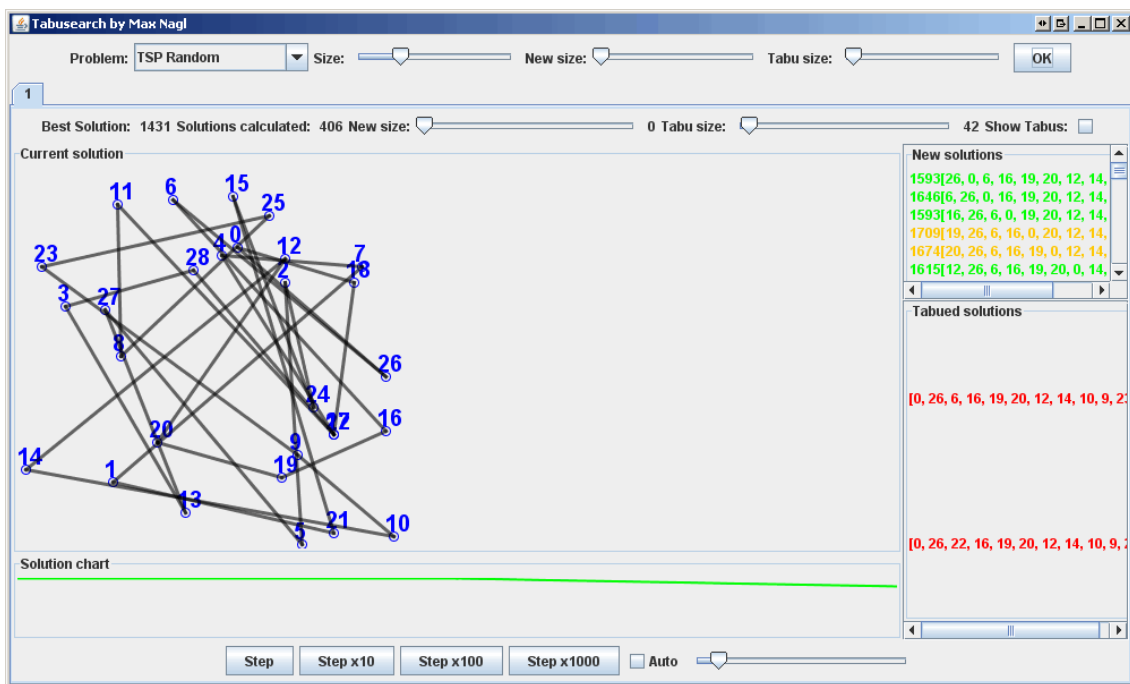 Tabusearch by Max Nagl
Problem: TSP Random Size: New size: Tabu size: OK
1
Best Solution: 1431 Solutions calculated: 406 New size: 0 Tabu size: 42 Show Tabus:
Current solution
New solutions
1593[26, 0, 6, 16, 19, 20, 12, 14,
1646[6, 26, 0, 16, 19, 20, 12, 14,
1593[16, 26, 6, 0, 19, 20, 12, 14,
1709[19, 26, 6, 16, 0, 20, 12, 14,
1674[20, 26, 6, 16, 19, 0, 12, 14,
1615[12, 26, 6, 16, 19, 20, 0, 14,
11
6
15
25
23
28
4
0
12
7
18
2
3
27
8
26
24
16
20
9
14
1
19
13
5
21
10
Tabued solutions
[0, 26, 6, 16, 19, 20, 12, 14, 10, 9, 23
[0, 26, 22, 16, 19, 20, 12, 14, 10, 9, 2
Solution chart
Step Step x10 Step x100 Step x1000 Auto